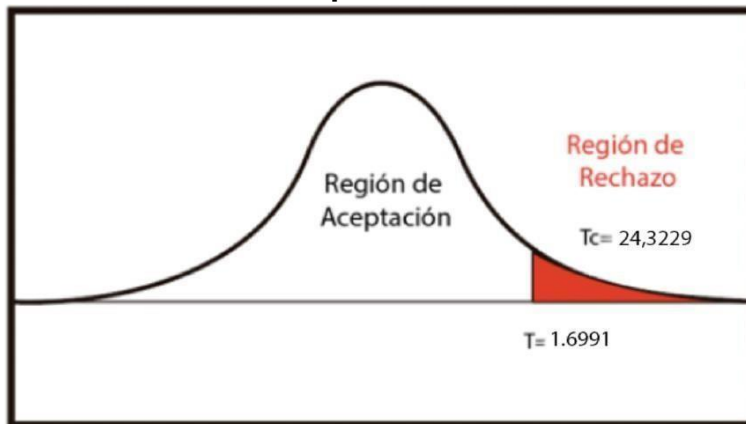 Región de
Rechazo
Región de
Aceptación
Tc= 24,3229
T= 1.6991